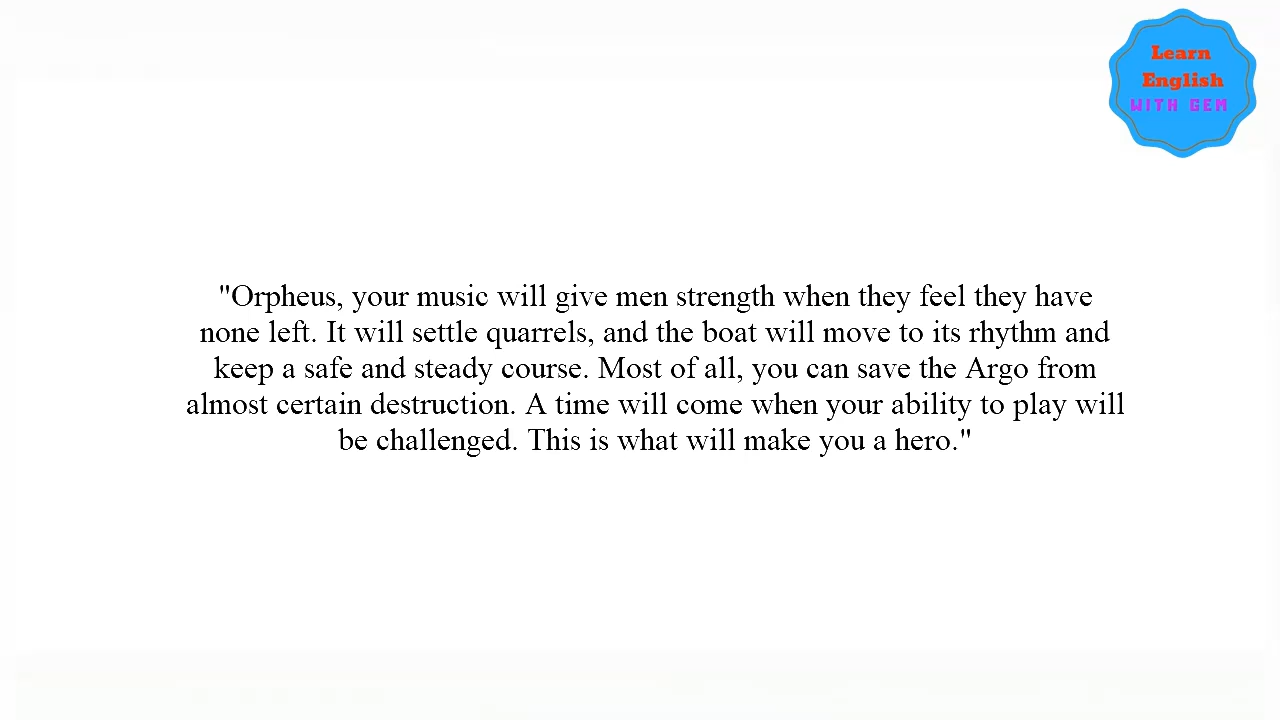 Learn
English
WITH GEM
"Orpheus, your music will give men strength when they feel they have
none left. It will settle quarrels, and the boat will move to its rhythm and
keep a safe and steady course. Most of all, you can save the Argo from
almost certain destruction. A time will come when your ability to play will
be challenged. This is what will make you a hero."